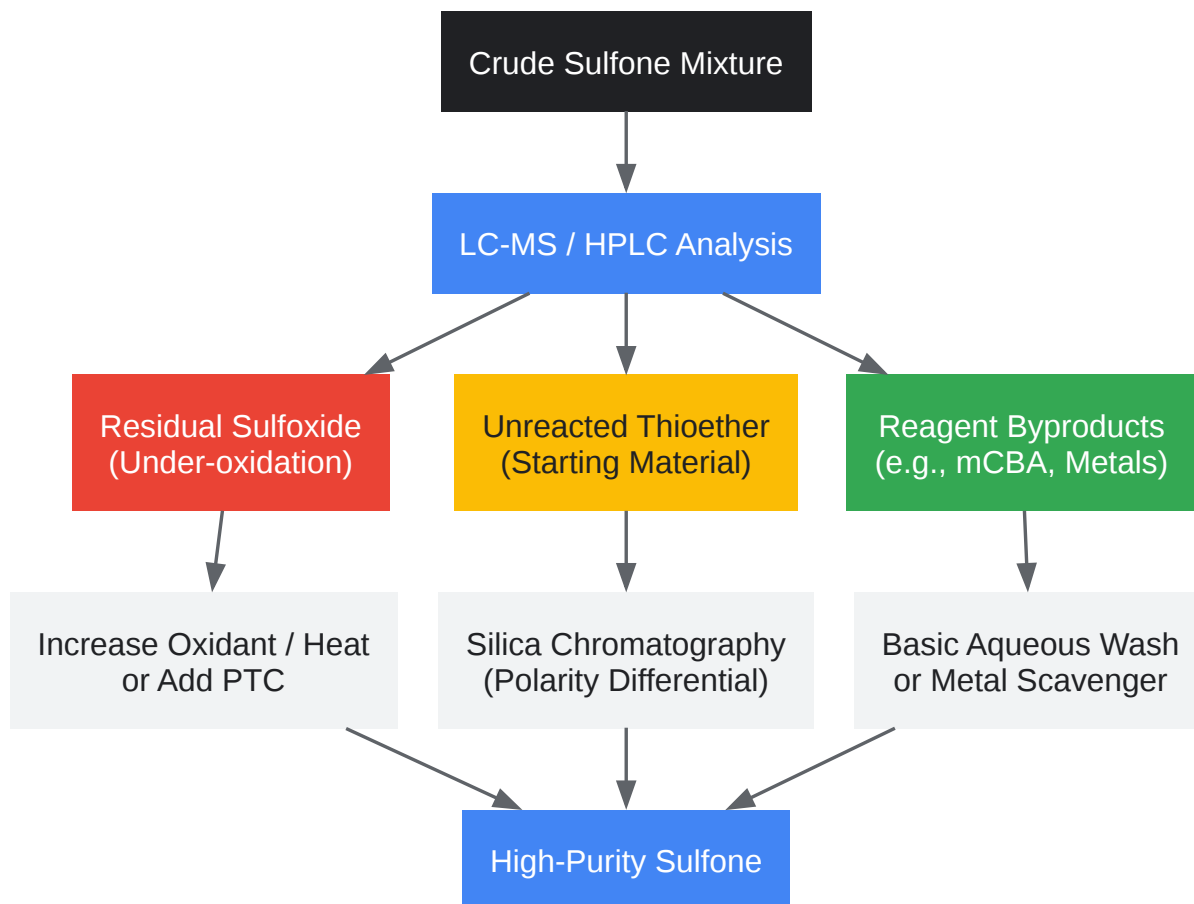 Crude Sulfone Mixture
LC-MS / HPLC Analysis
Residual Sulfoxide
(Under-oxidation)
Unreacted Thioether
(Starting Material)
Reagent Byproducts
(e.g., mCBA, Metals)
Increase Oxidant / Heat
or Add PTC
Silica Chromatography
(Polarity Differential)
Basic Aqueous Wash
or Metal Scavenger
High-Purity Sulfone